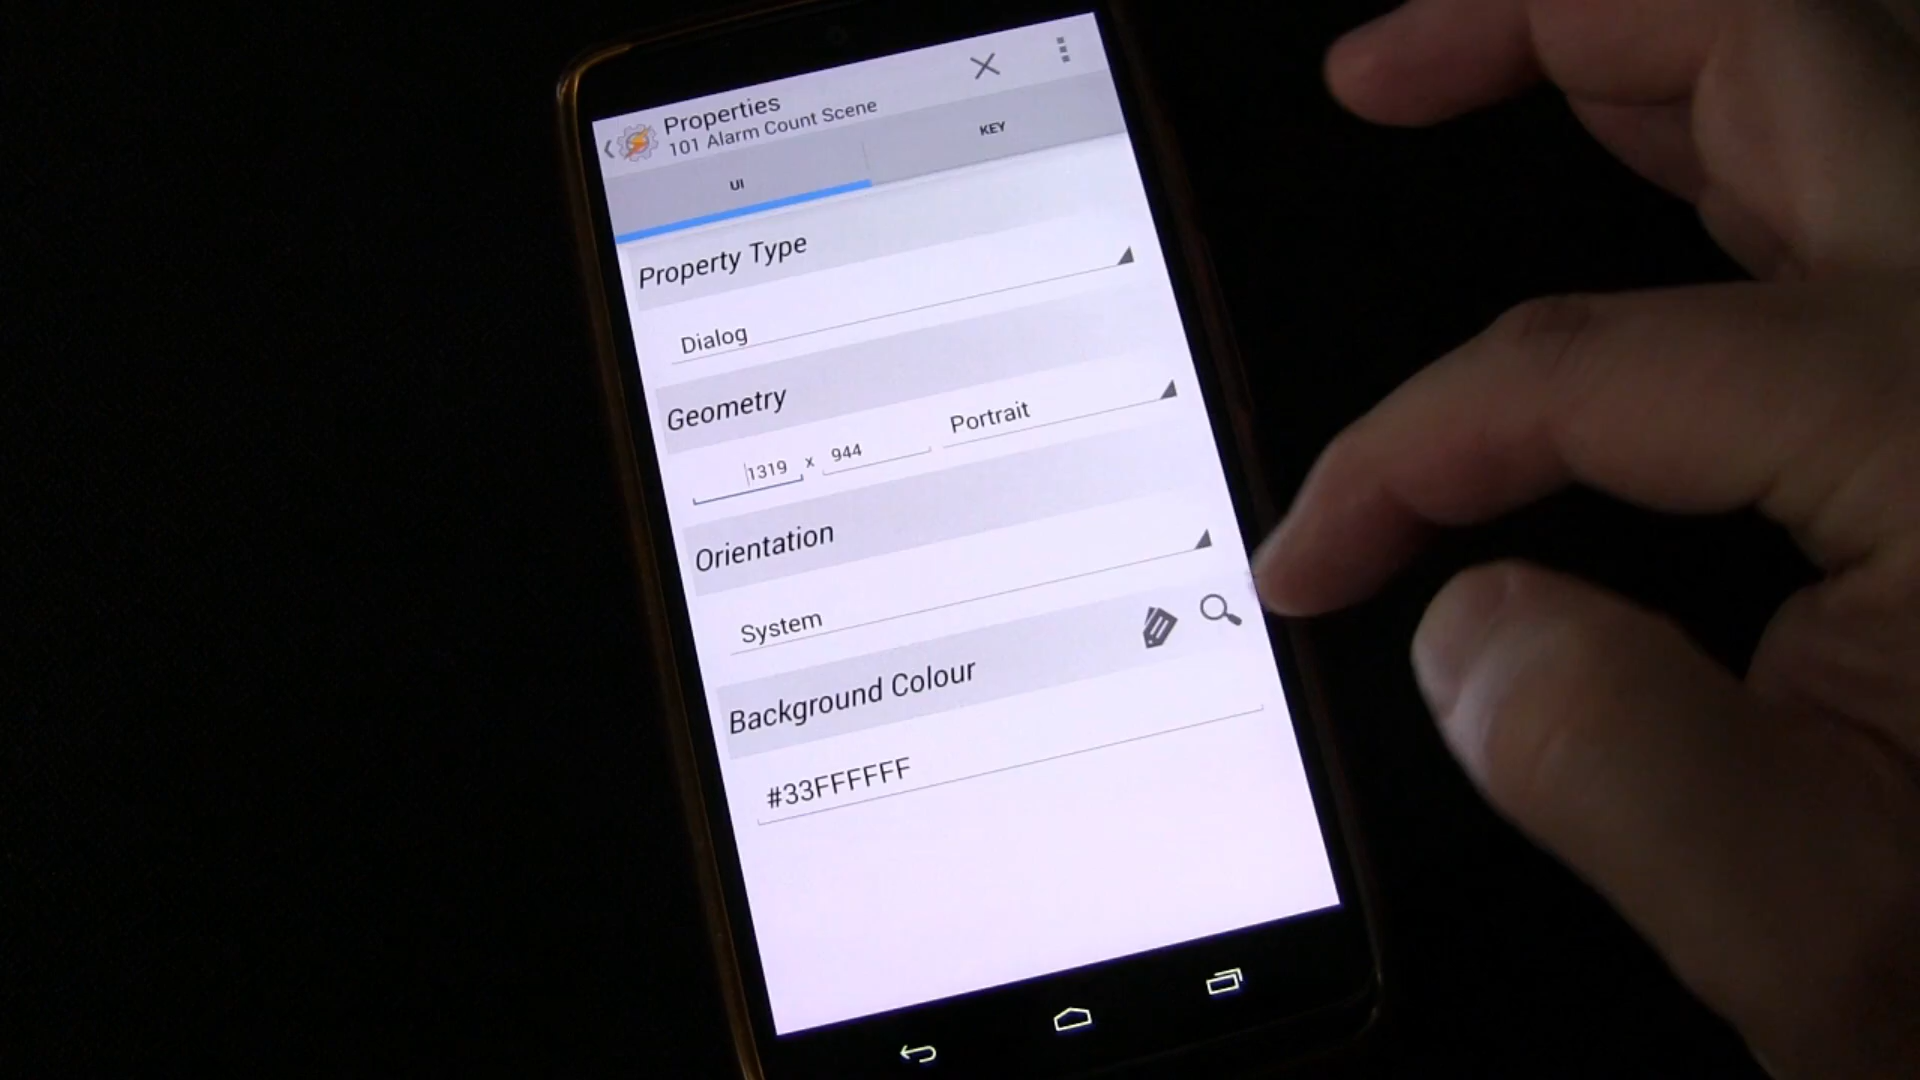 Properties
101 Alarm Count Scene
UI
KEY
Property Type
Dialog
Geometry
1319 x 944 Portrait
Orientation
System
Background Colour
#33FFFFFF